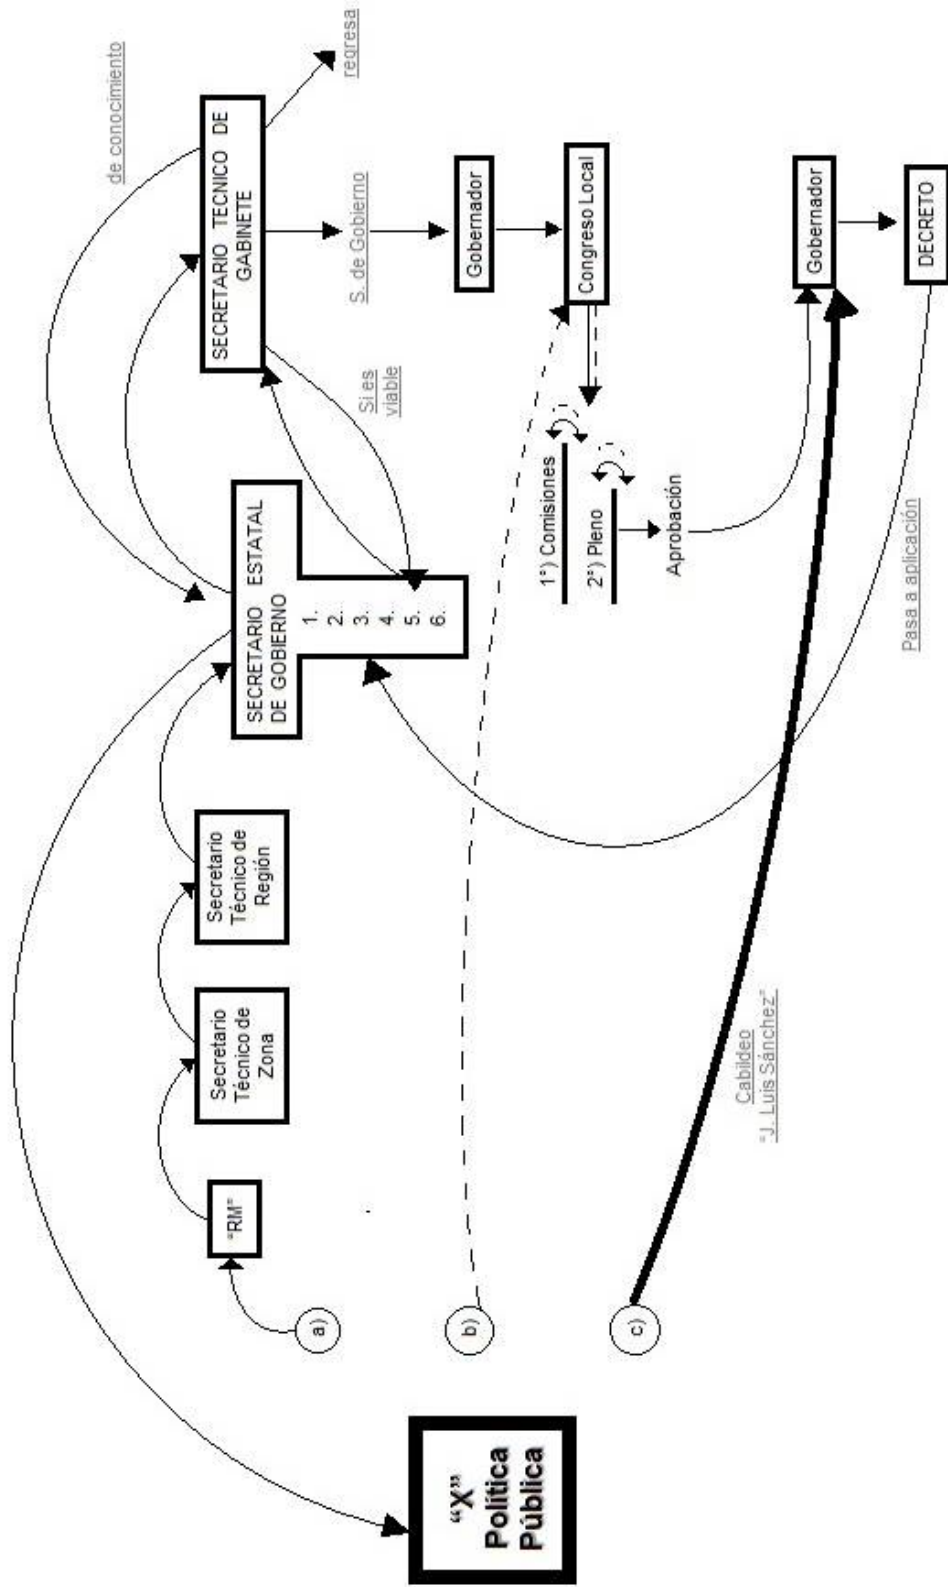 “X”
Política
Pública
a)
b)
c)
"RM"
Secretario
Técnico de
Zona
Secretario
Técnico de
Región
SECRETARIO ESTATAL
DE GOBIERNO
1.
2.
3.
4.
5.
6.
SECRETARIO TECNICO DE
GABINETE
de conocimiento
regresa
Si es
viable
S. de Gobierno
Gobernador
Congreso Local
1°) Comisiones
2°) Pleno
Aprobación
Gobernador
DECRETO
Pasa a aplicación
Cabildeo
"J. Luis Sánchez"